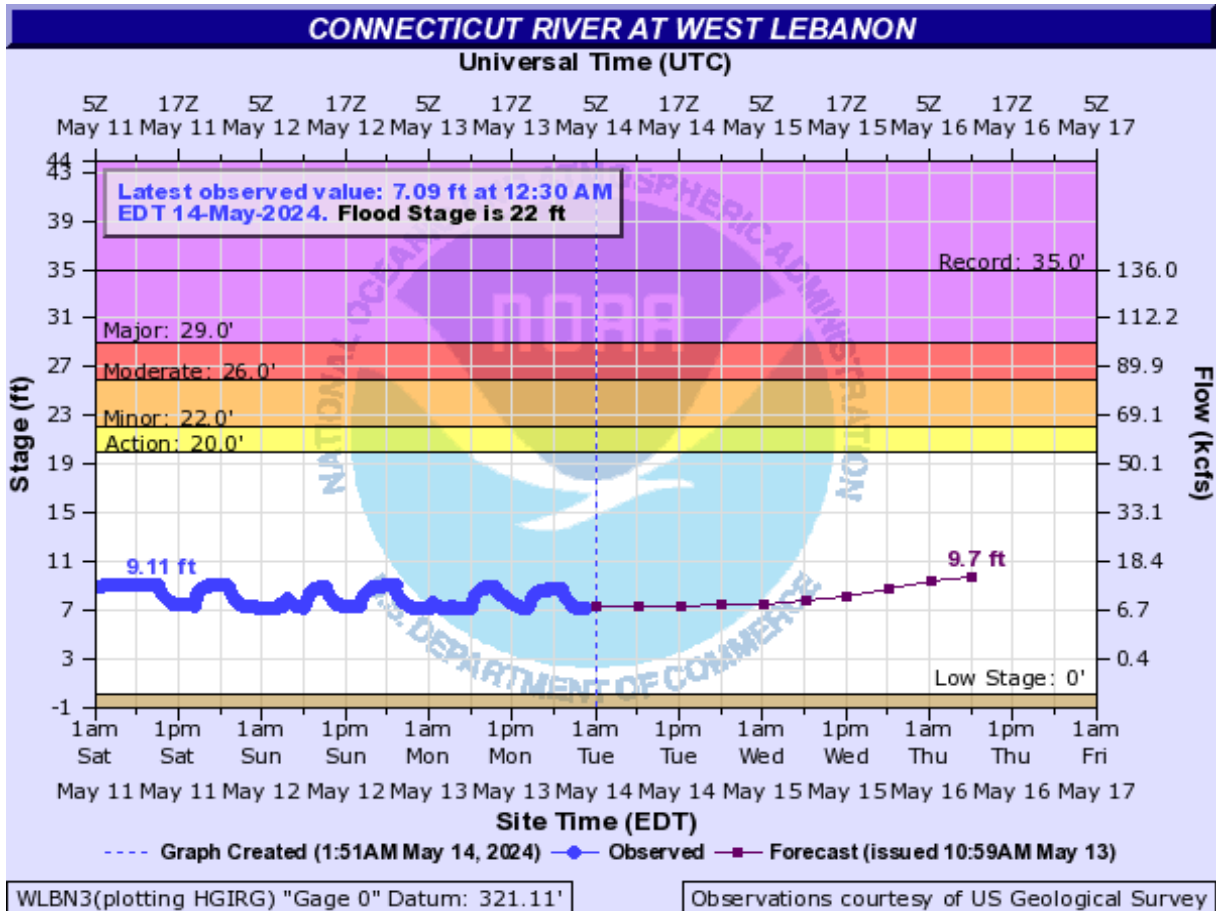 CONNECTICUT RIVER AT WEST LEBANON
Universal Time (UTC)
5Z 17Z 5Z 17Z 5Z 17Z 5Z 17Z 5Z 17Z 5Z 17Z 5Z
May 11 May 11 May 12 May 12 May 13 May 13 May 14 May 14 May 15 May 15 May 16 May 16 May 17
Latest observed value: 7.09 ft at 12:30 AM
EDT 14-May-2024. Flood Stage is 22 ft
NATIONAL OCEANIC AND ATMOSPHERIC ADMINISTRATION
NOAA
U.S. DEPARTMENT OF COMMERCE
Stage (ft)
44
43
39
35
31
27
23
19
15
11
7
3
-1
Record: 35.0'
Major: 29.0'
Moderate: 26.0'
Minor: 22.0'
Action: 20.0'
9.11 ft
9.7 ft
Low Stage: 0'
136.0
112.2
89.9
69.1
50.1
33.1
18.4
6.7
0.4
Flow (kcfs)
1am 1pm 1am 1pm 1am 1pm 1am 1pm 1am 1pm 1am 1pm 1am
Sat Sat Sun Sun Mon Mon Tue Tue Wed Wed Thu Thu Fri
May 11 May 11 May 12 May 12 May 13 May 13 May 14 May 14 May 15 May 15 May 16 May 16 May 17
Site Time (EDT)
Graph Created (1:51AM May 14, 2024) Observed Forecast (issued 10:59AM May 13)
WLBN3(plotting HGIRG) "Gage 0" Datum: 321.11'
Observations courtesy of US Geological Survey